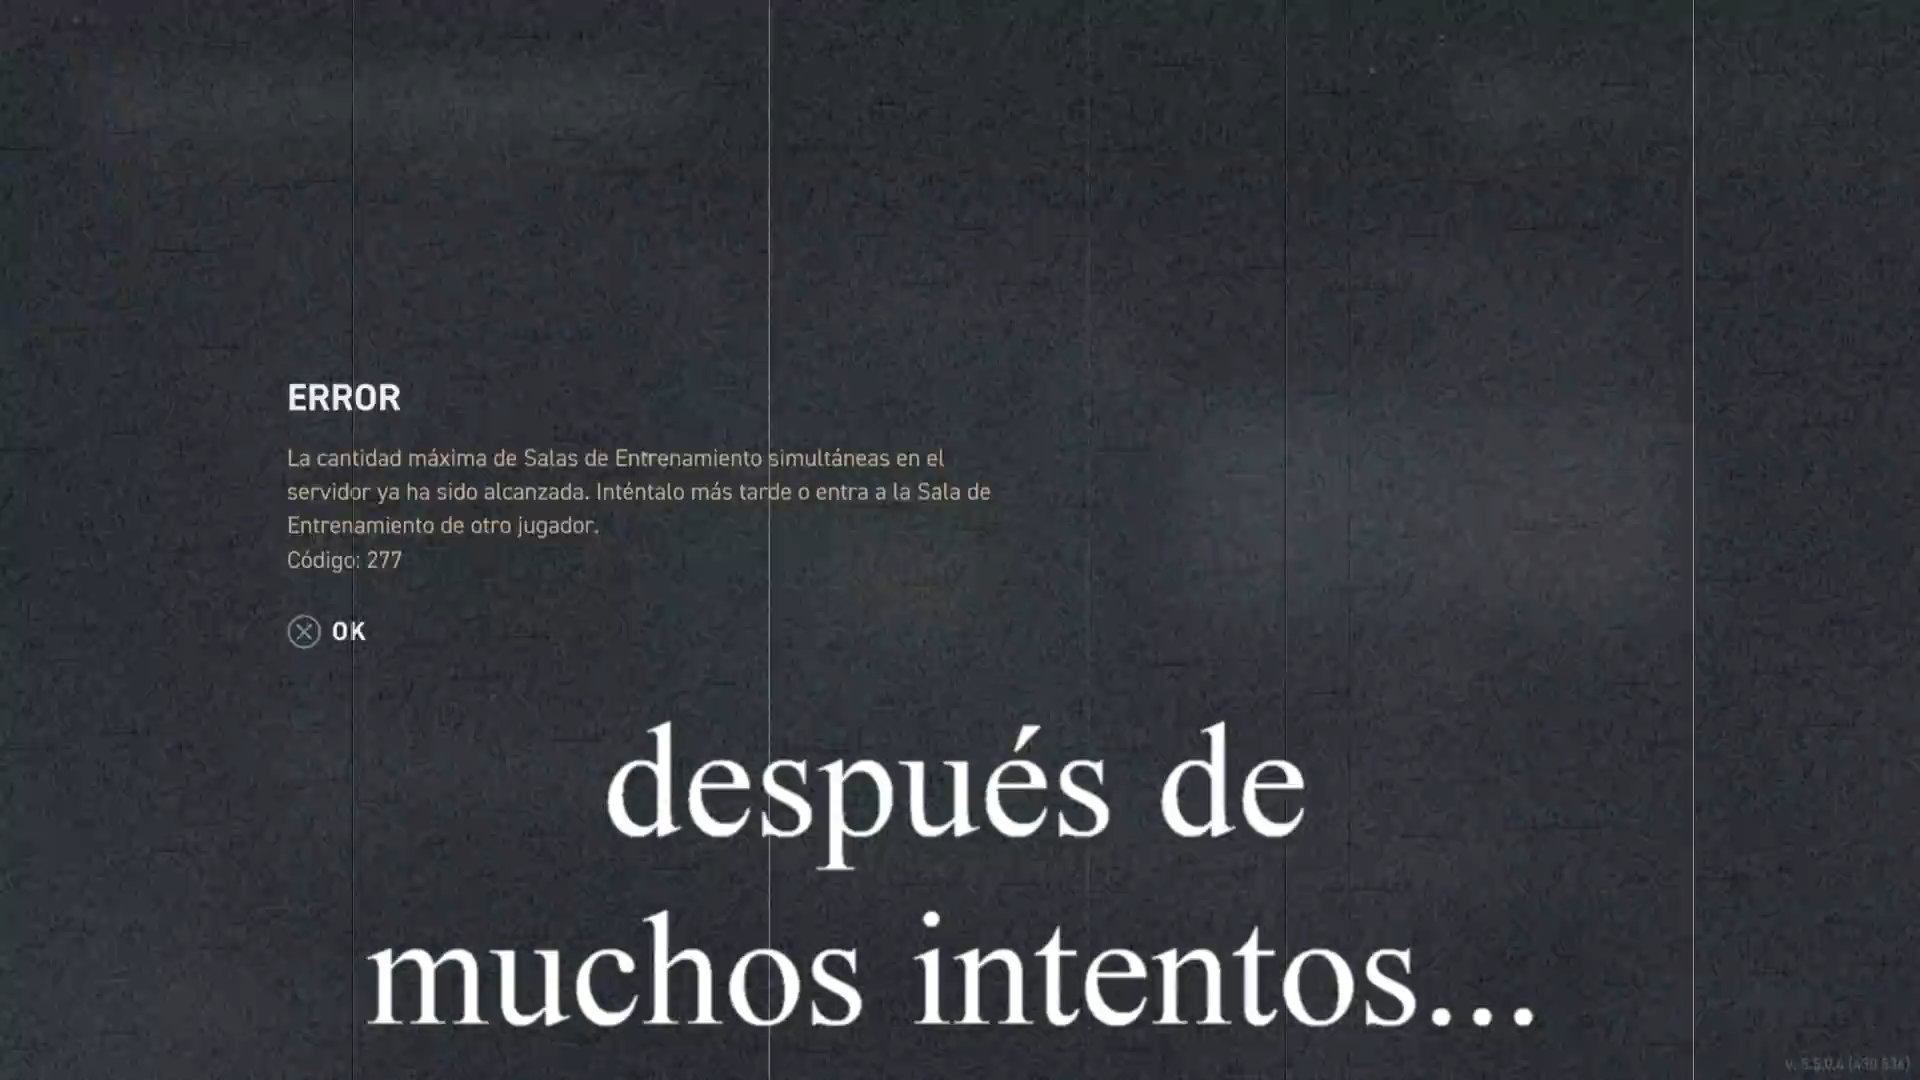 ERROR
La cantidad máxima de Salas de Entrenamiento simultáneas en el
servidor ya ha sido alcanzada. Inténtalo más tarde o entra a la Sala de
Entrenamiento de otro jugador.
Código: 277
OK
después de
muchos intentos...